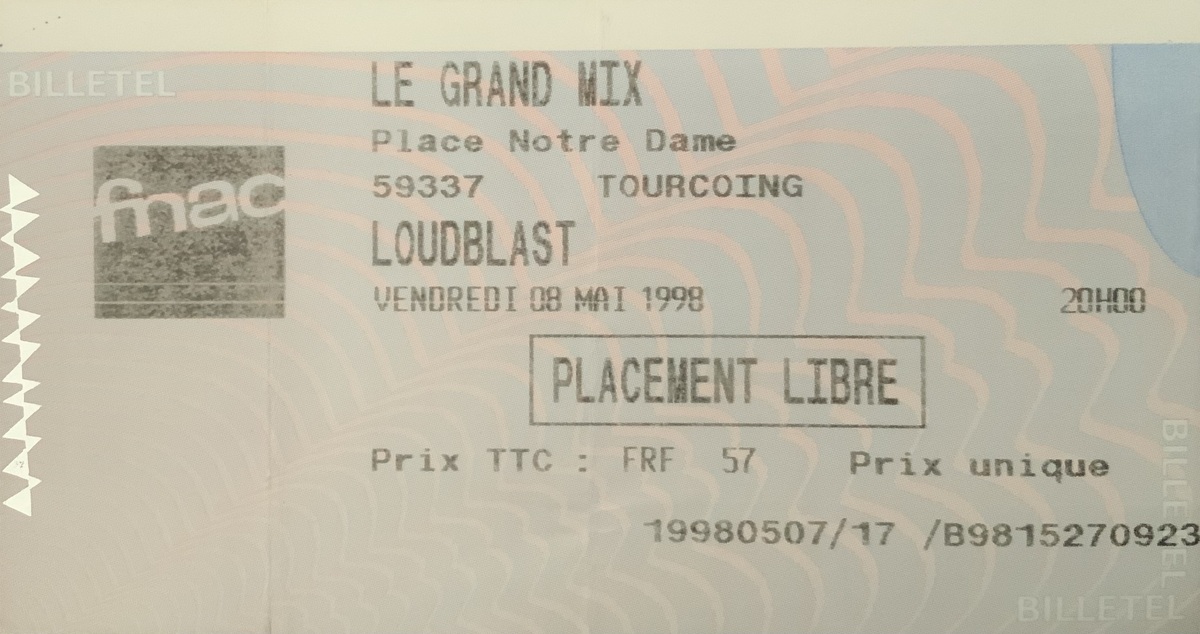 BILLETEL
LE GRAND MIX
Place Notre Dame
fnac
59337 TOURCOING
LOUDBLAST
VENDREDI 08 MAI 1998 20H00
PLACEMENT LIBRE
Prix TTC : FRF 57 Prix unique
19980507/17 /B9815270923
BILLETEL
BILLETEL